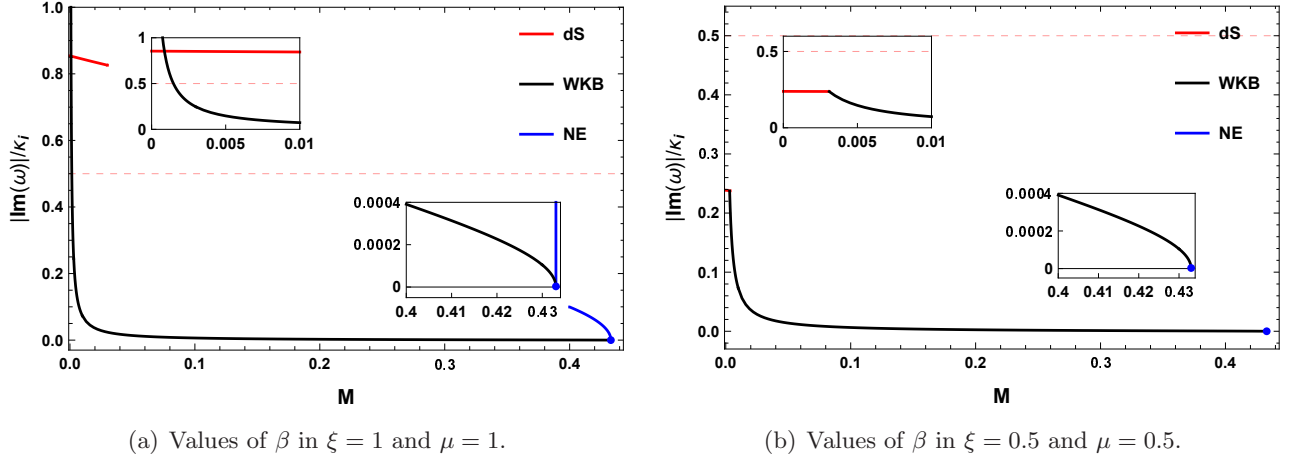 1.0
0.8
0.6
0.4
0.2
0.0
|Im(ω)|/κi
0.0 0.1 0.2 0.3 0.4
M
1
0.5
0
0 0.005 0.01
dS
WKB
NE
0.0004
0.0002
0
0.4 0.41 0.42 0.43
(a) Values of β in ξ = 1 and μ = 1.
0.5
0.4
0.3
0.2
0.1
0.0
|Im(ω)|/κi
0.0 0.1 0.2 0.3 0.4
M
0.5
0
0 0.005 0.01
dS
WKB
NE
0.0004
0.0002
0
0.4 0.41 0.42 0.43
(b) Values of β in ξ = 0.5 and μ = 0.5.